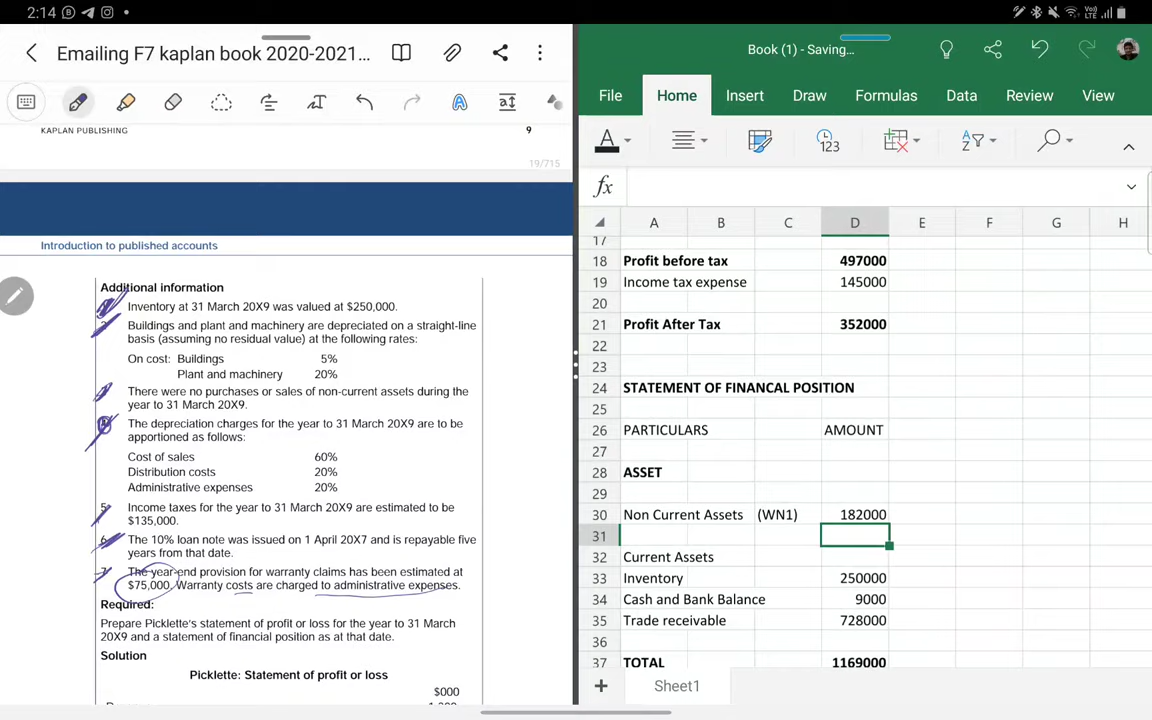 2:14
Emailing F7 kaplan book 2020-2021...
KAPLAN PUBLISHING
9
19/715
Introduction to published accounts
Additional information
Inventory at 31 March 20X9 was valued at $250,000.
Buildings and plant and machinery are depreciated on a straight-line
basis (assuming no residual value) at the following rates:
On cost: Buildings 5%
Plant and machinery 20%
There were no purchases or sales of non-current assets during the
year to 31 March 20X9.
The depreciation charges for the year to 31 March 20X9 are to be
apportioned as follows:
Cost of sales 60%
Distribution costs 20%
Administrative expenses 20%
5 Income taxes for the year to 31 March 20X9 are estimated to be
$135,000.
6 The 10% loan note was issued on 1 April 20X7 and is repayable five
years from that date.
7 The year-end provision for warranty claims has been estimated at
$75,000. Warranty costs are charged to administrative expenses.
Required:
Prepare Picklette's statement of profit or loss for the year to 31 March
20X9 and a statement of financial position as at that date.
Solution
Picklette: Statement of profit or loss
$000
Book (1) - Saving...
File Home Insert Draw Formulas Data Review View
A 123
fx
A B C D E F G H
17
18 Profit before tax 497000
19 Income tax expense 145000
20
21 Profit After Tax 352000
22
23
24 STATEMENT OF FINANCAL POSITION
25
26 PARTICULARS AMOUNT
27
28 ASSET
29
30 Non Current Assets (WN1) 182000
31
32 Current Assets
33 Inventory 250000
34 Cash and Bank Balance 9000
35 Trade receivable 728000
36
37 TOTAL 1169000
Sheet1